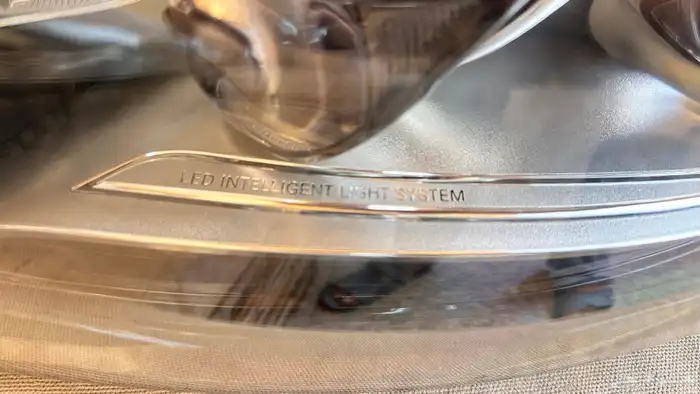 LED INTELLIGENT LIGHT SYSTEM